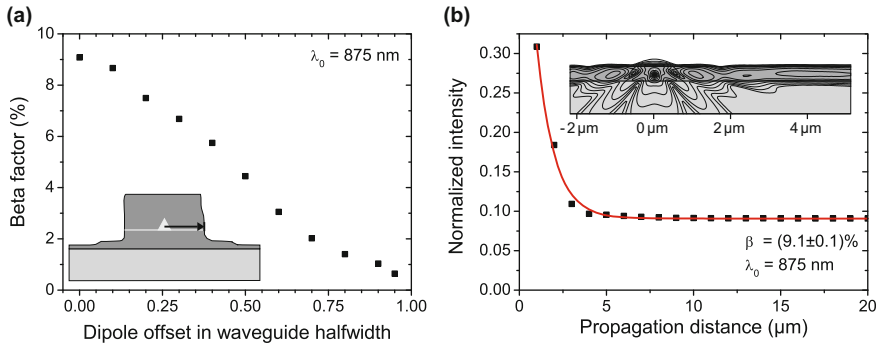 (a)
10
8
6
4
2
0
Beta factor (%)
λ0 = 875 nm
0.00 0.25 0.50 0.75 1.00
Dipole offset in waveguide halfwidth
(b)
0.30
0.25
0.20
0.15
0.10
0.05
0.00
Normalized intensity
-2 µm 0 µm 2 µm 4 µm
β = (9.1±0.1)%
λ0 = 875 nm
0 5 10 15 20
Propagation distance (µm)